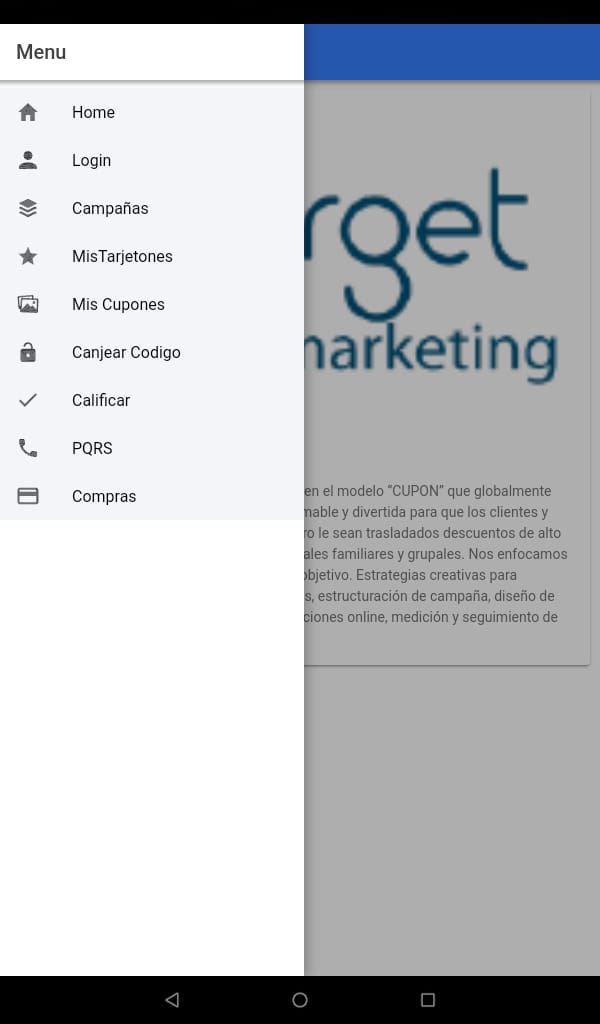 Menu
Home
Login
Campañas
MisTarjetones
Mis Cupones
Canjear Codigo
Calificar
PQRS
Compras
rget
marketing
en el modelo “CUPON” que globalmente
mable y divertida para que los clientes y
ro le sean trasladados descuentos de alto
ales familiares y grupales. Nos enfocamos
objetivo. Estrategias creativas para
s, estructuración de campaña, diseño de
ciones online, medición y seguimiento de